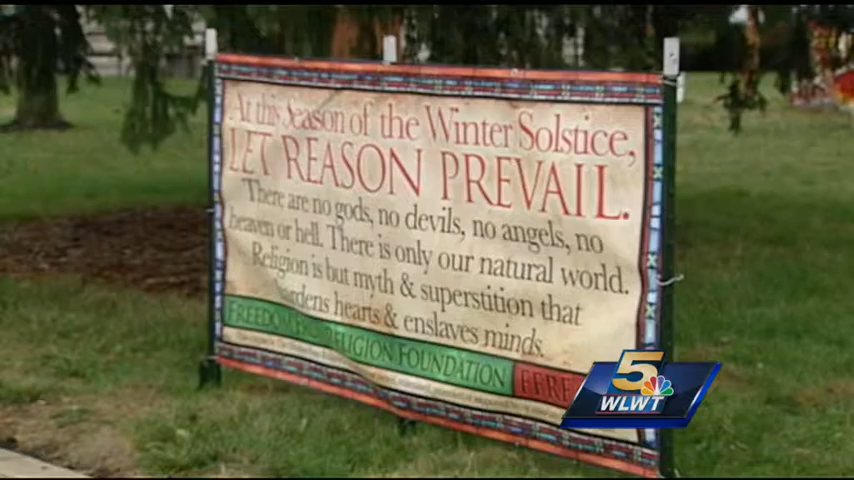 At this Season of the Winter Solstice,
LET REASON PREVAIL.
There are no gods, no devils, no angels, no
heaven or hell. There is only our natural world.
Religion is but myth & superstition that
hardens hearts & enslaves minds.
FREEDOM FROM RELIGION FOUNDATION
FFRF
5
WLWT